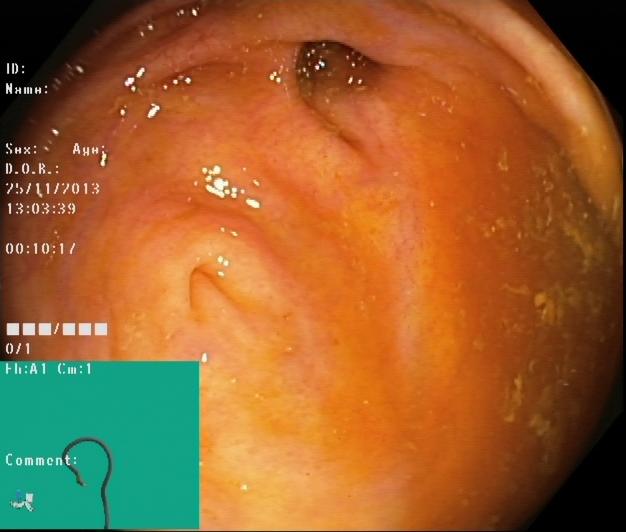 ID:
Name:
Sex: Age:
D.O.B.:
25/11/2013
13:03:39
00:10:17
■■■/■■■
0/1
Eh:A1 Cm:1
Comment: